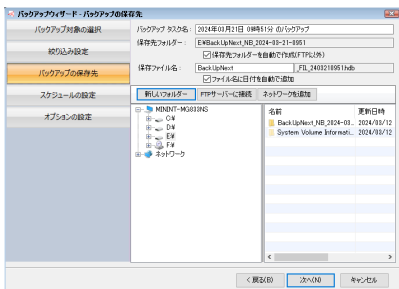 バックアップウィザード - バックアップの保存先
バックアップ対象の選択
絞り込み設定
バックアップの保存先
スケジュールの設定
オプションの設定
バックアップ タスク名: 2024年03月21日 09時51分 のバックアップ
保存先フォルダー: E¥BackUpNext_NB_2024-03-21-0951
保存先フォルダーを自動で作成(FTP以外)
保存ファイル名: BackUpNext _FIL_2403210951.hdb
ファイル名に日付を自動で追加
新しいフォルダー FTPサーバーに接続 ネットワークを追加
MININT-MG833NS
C¥
D¥
E¥
F¥
ネットワーク
名前 更新日時
BackUpNext_NB_2024-03... 2024/03/12
System Volume Informati... 2024/03/12
< 戻る(B) 次へ(N) キャンセル